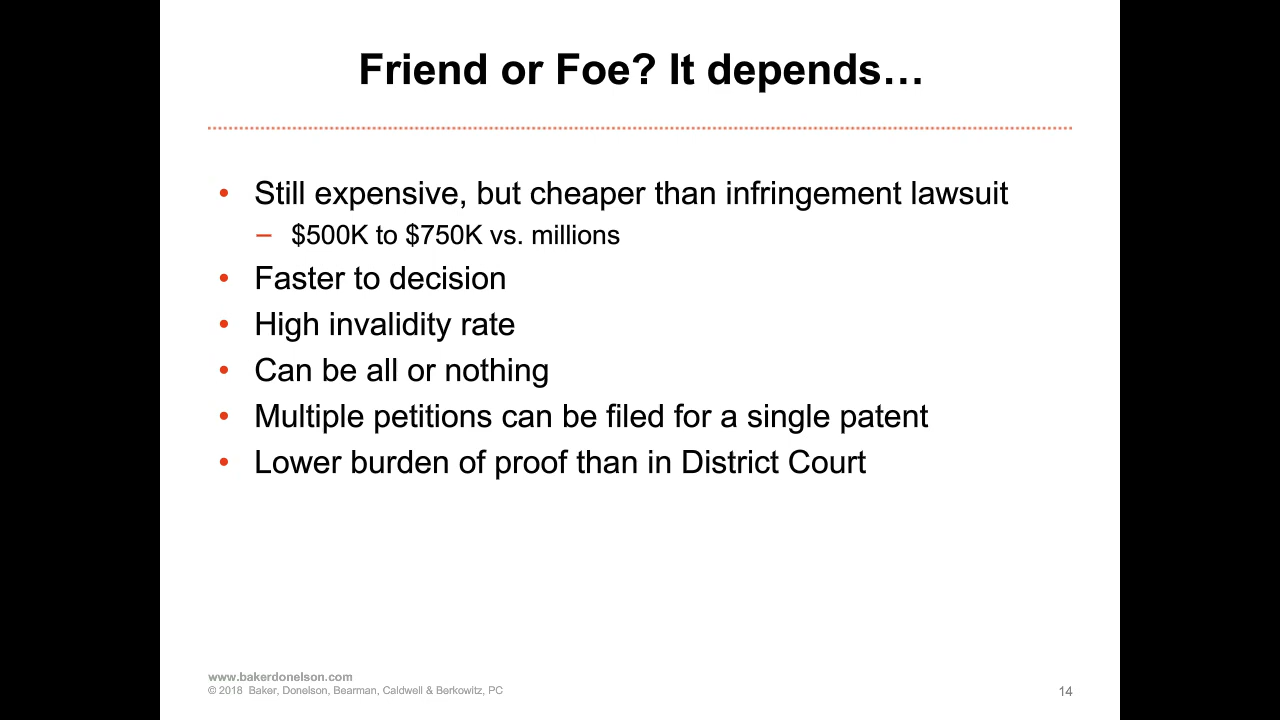 Friend or Foe? It depends…
• Still expensive, but cheaper than infringement lawsuit
– $500K to $750K vs. millions
• Faster to decision
• High invalidity rate
• Can be all or nothing
• Multiple petitions can be filed for a single patent
• Lower burden of proof than in District Court
www.bakerdonelson.com
© 2018 Baker, Donelson, Bearman, Caldwell & Berkowitz, PC
14